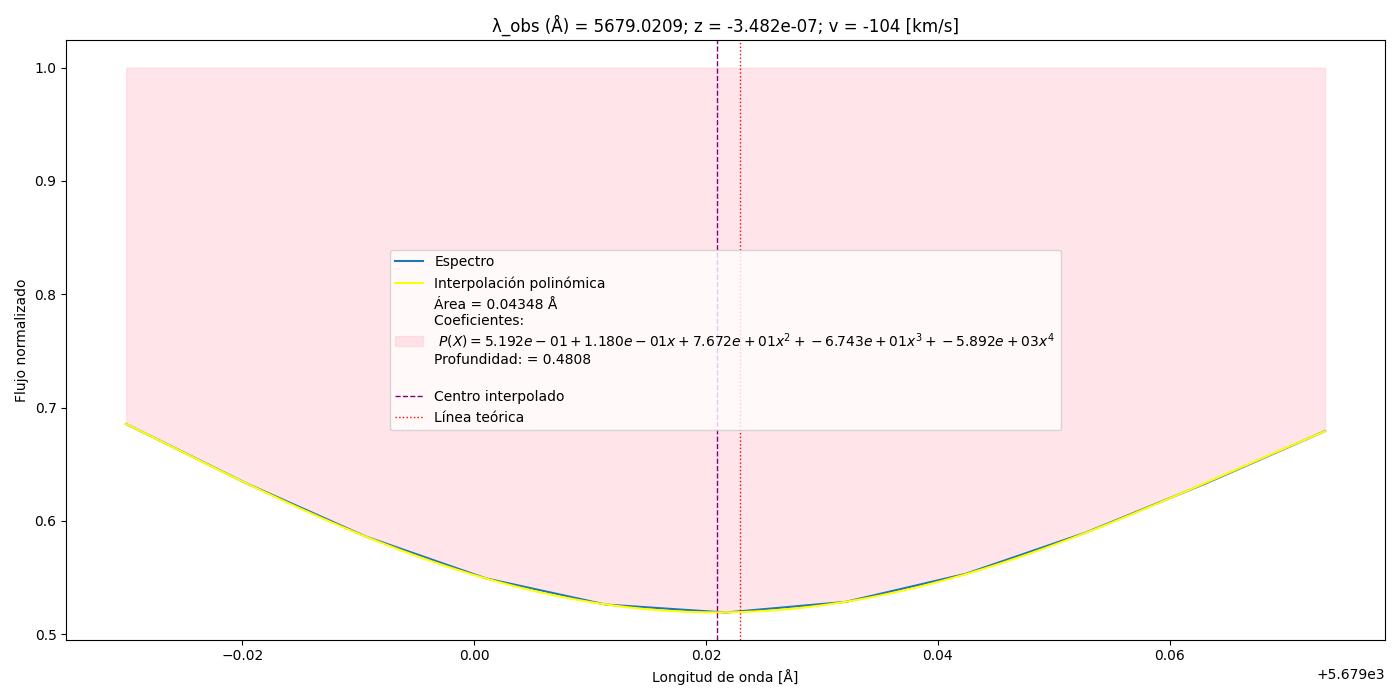 λ_obs (Å) = 5679.0209; z = -3.482e-07; v = -104 [km/s]
Flujo normalizado
1.0
0.9
0.8
0.7
0.6
0.5
Espectro
Interpolación polinómica
Área = 0.04348 Å
Coeficientes:
P(X) = 5.192e − 01 + 1.180e − 01x + 7.672e + 01x² + −6.743e + 01x³ + −5.892e + 03x⁴
Profundidad: = 0.4808
Centro interpolado
Línea teórica
−0.02 0.00 0.02 0.04 0.06
+5.679e3
Longitud de onda [Å]